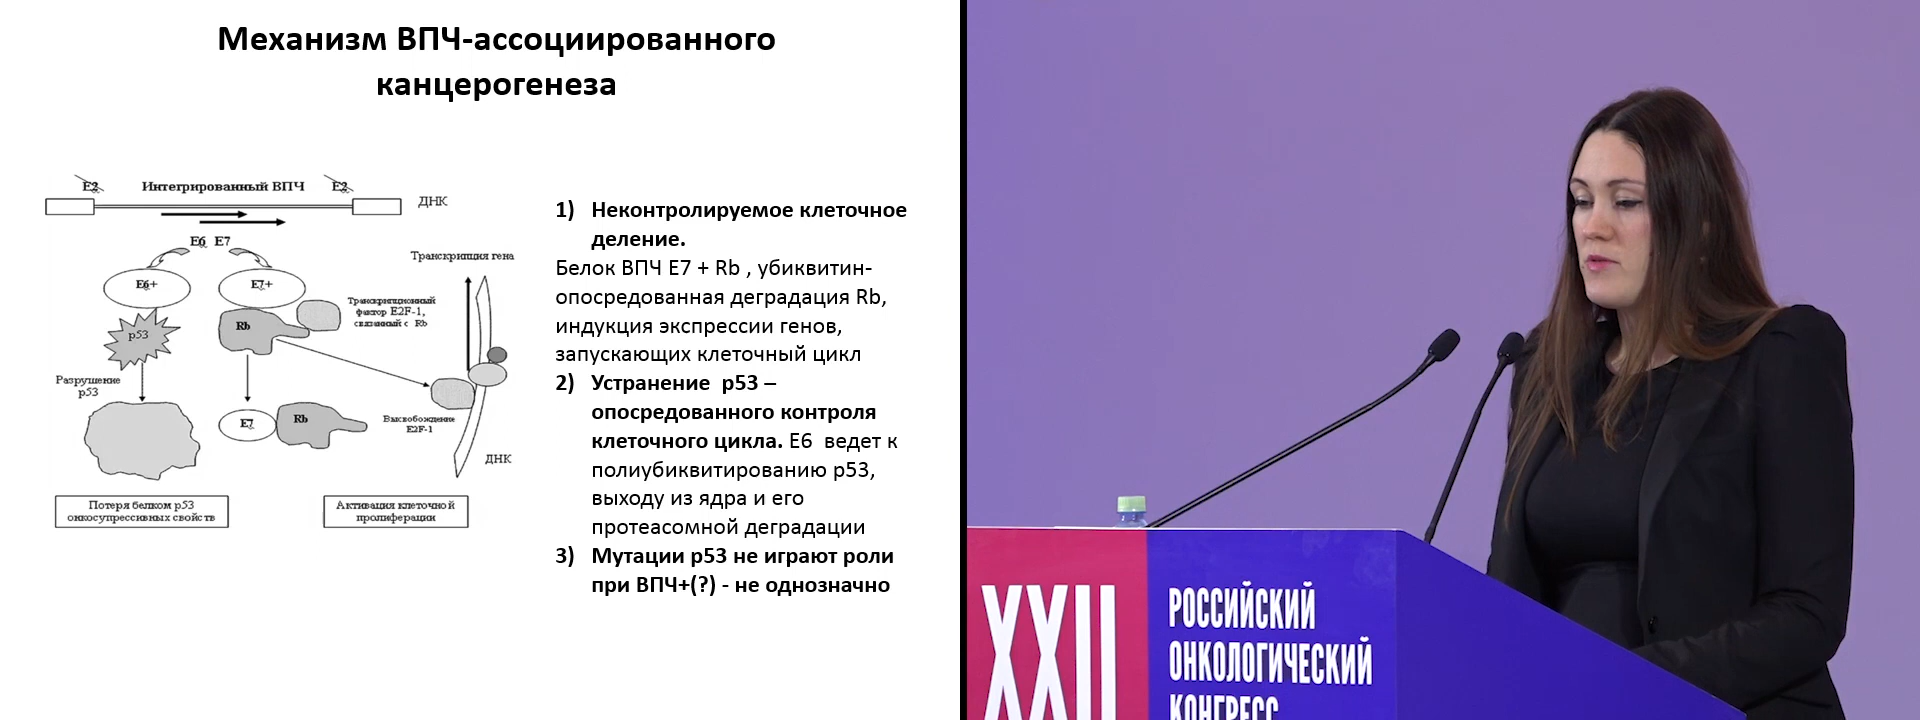 Механизм ВПЧ-ассоциированного
канцерогенеза
E2 Интегрированный ВПЧ E2
ДНК
E6 E7
Транскрипция гена
E6+
E7+
Транскрипционный
фактор E2F-1,
связанный с Rb
Rb
p53
Разрушение
p53
E7
Rb
Высвобождение
E2F-1
ДНК
Потеря белком p53
онкосупрессивных свойств
Активация клеточной
пролиферации
1) Неконтролируемое клеточное
деление.
Белок ВПЧ E7 + Rb , убиквитин-
опосредованная деградация Rb,
индукция экспрессии генов,
запускающих клеточный цикл
2) Устранение p53 –
опосредованного контроля
клеточного цикла. E6 ведет к
полиубиквитированию p53,
выходу из ядра и его
протеасомной деградации
3) Мутации p53 не играют роли
при ВПЧ+(?) - не однозначно
XXII
РОССИЙСКИЙ
ОНКОЛОГИЧЕСКИЙ
КОНГРЕСС